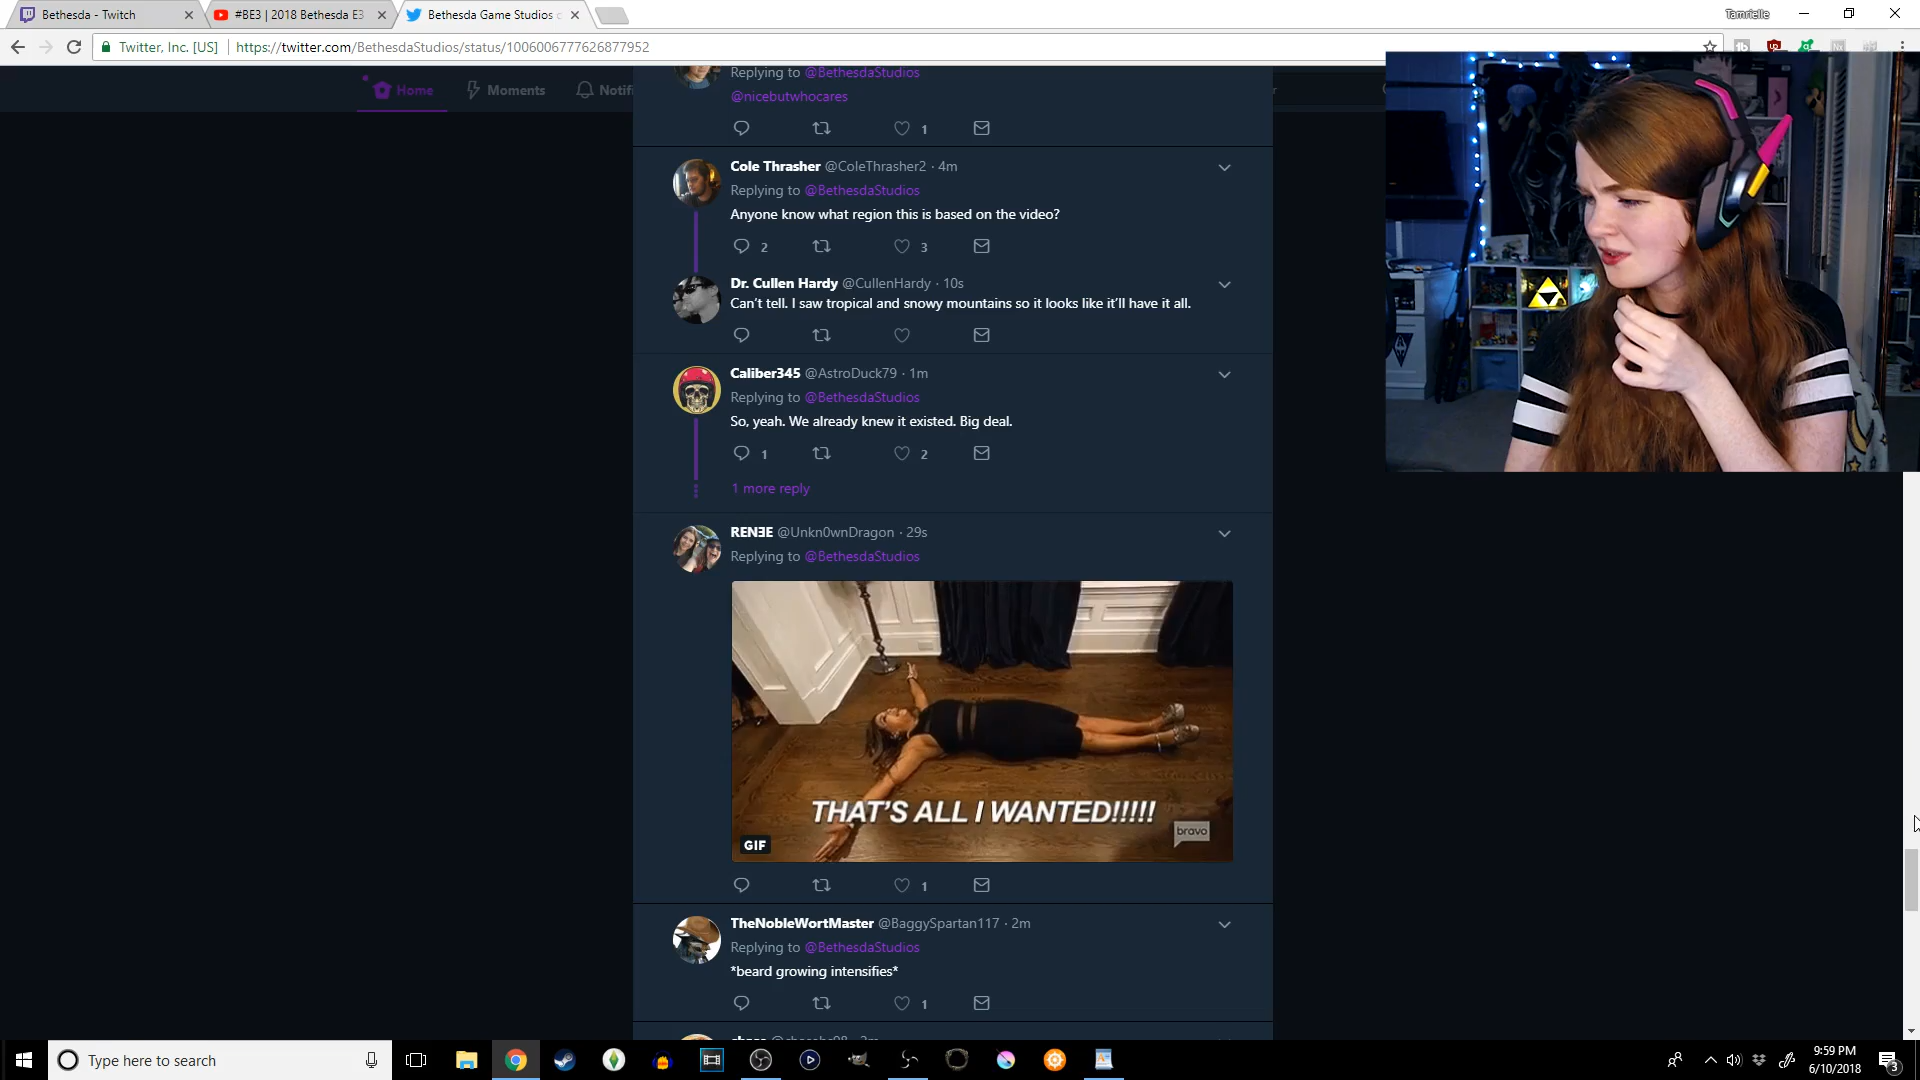 Bethesda - Twitch
#BE3 | 2018 Bethesda E3
Bethesda Game Studios
Tamrielle
Twitter, Inc. [US]
https://twitter.com/BethesdaStudios/status/1006006777626877952
Home
Moments
Notifi
Replying to @BethesdaStudios
@nicebutwhocares
1
Cole Thrasher @ColeThrasher2 · 4m
Replying to @BethesdaStudios
Anyone know what region this is based on the video?
2 3
Dr. Cullen Hardy @CullenHardy · 10s
Can't tell. I saw tropical and snowy mountains so it looks like it'll have it all.
Caliber345 @AstroDuck79 · 1m
Replying to @BethesdaStudios
So, yeah. We already knew it existed. Big deal.
1 2
1 more reply
RENƎE @Unkn0wnDragon · 29s
Replying to @BethesdaStudios
THAT'S ALL I WANTED!!!!!
bravo
GIF
1
TheNobleWortMaster @BaggySpartan117 · 2m
Replying to @BethesdaStudios
*beard growing intensifies*
1
Type here to search
9:59 PM
6/10/2018
3